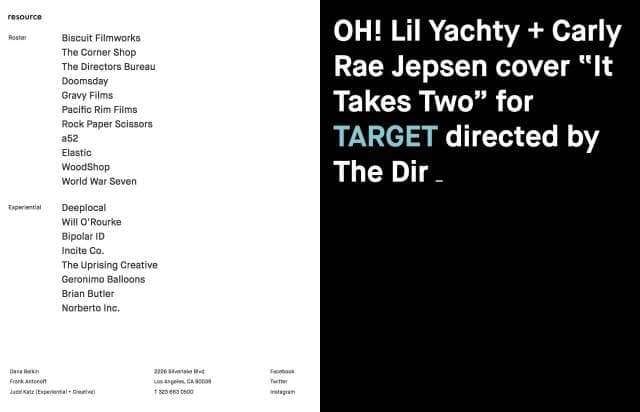 resource
Roster
Biscuit Filmworks
The Corner Shop
The Directors Bureau
Doomsday
Gravy Films
Pacific Rim Films
Rock Paper Scissors
a52
Elastic
WoodShop
World War Seven
Experiential
Deeplocal
Will O'Rourke
Bipolar ID
Incite Co.
The Uprising Creative
Geronimo Balloons
Brian Butler
Norberto Inc.
Dana Balkin
Frank Antonoff
Judd Katz (Experiential + Creative)
2226 Silverlake Blvd
Los Angeles, CA 90039
T 323 663 0500
Facebook
Twitter
Instagram
OH! Lil Yachty + Carly
Rae Jepsen cover “It
Takes Two” for
TARGET directed by
The Dir _